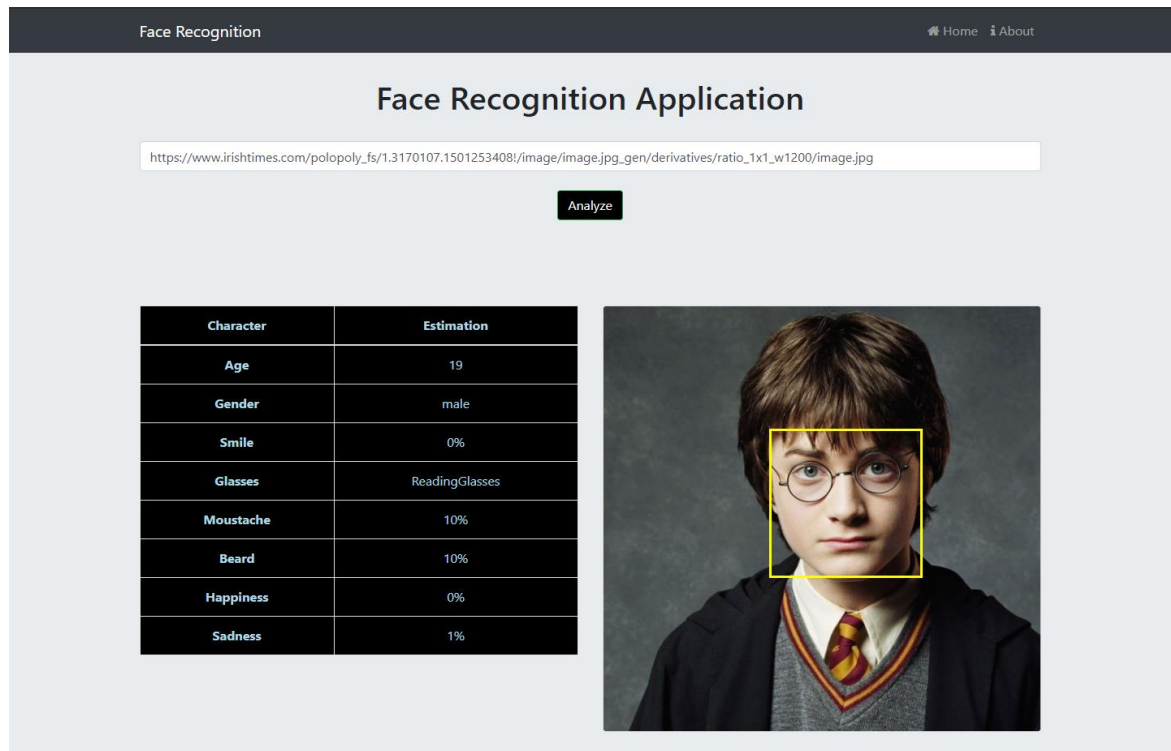 Face Recognition
Home About
Face Recognition Application
https://www.irishtimes.com/polopoly_fs/1.3170107.1501253408!/image/image.jpg_gen/derivatives/ratio_1x1_w1200/image.jpg
Analyze
Character Estimation
Age 19
Gender male
Smile 0%
Glasses ReadingGlasses
Moustache 10%
Beard 10%
Happiness 0%
Sadness 1%